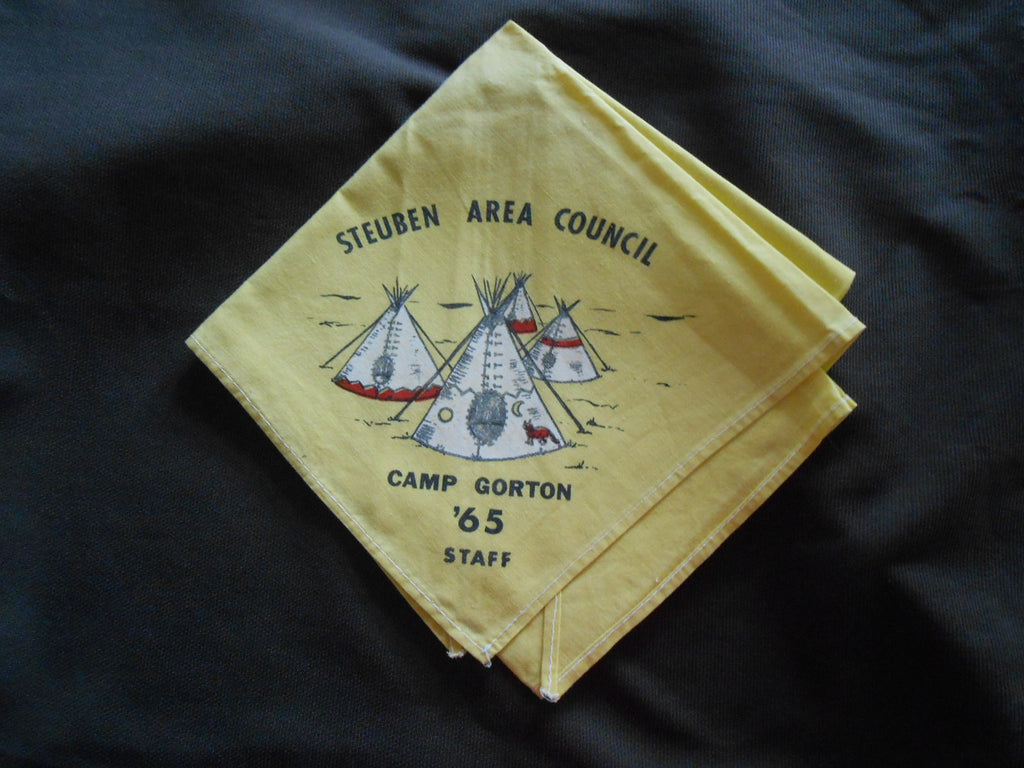 STEUBEN AREA COUNCIL
CAMP GORTON
'65
STAFF